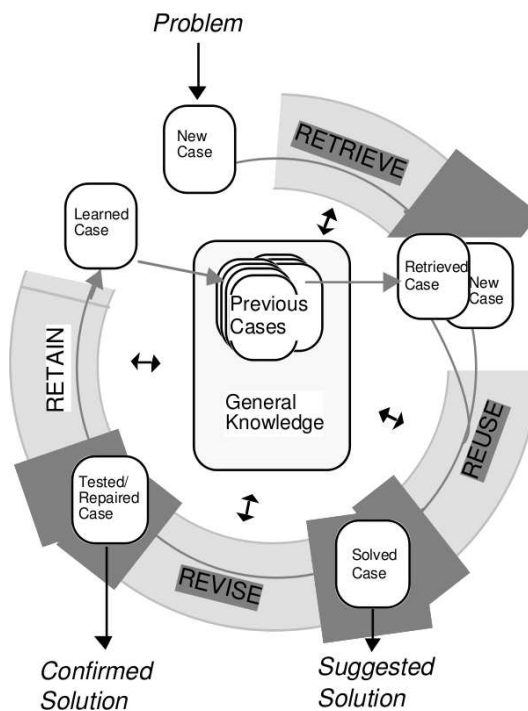 Problem
New
Case
RETRIEVE
Learned
Case
Retrieved
Case
New
Case
Previous
Cases
General
Knowledge
RETAIN
REUSE
Tested/
Repaired
Case
Solved
Case
REVISE
Confirmed
Solution
Suggested
Solution